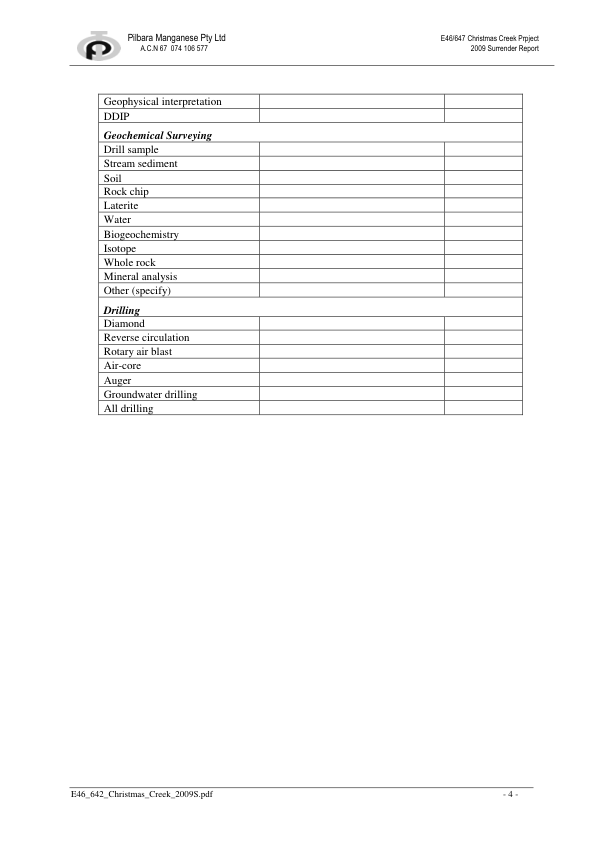 Pilbara Manganese Pty Ltd
A.C.N 67 074 106 577
E46/647 Christmas Creek Prpject
2009 Surrender Report
Geophysical interpretation
DDIP
Geochemical Surveying
Drill sample
Stream sediment
Soil
Rock chip
Laterite
Water
Biogeochemistry
Isotope
Whole rock
Mineral analysis
Other (specify)
Drilling
Diamond
Reverse circulation
Rotary air blast
Air-core
Auger
Groundwater drilling
All drilling
E46_642_Christmas_Creek_2009S.pdf
- 4 -